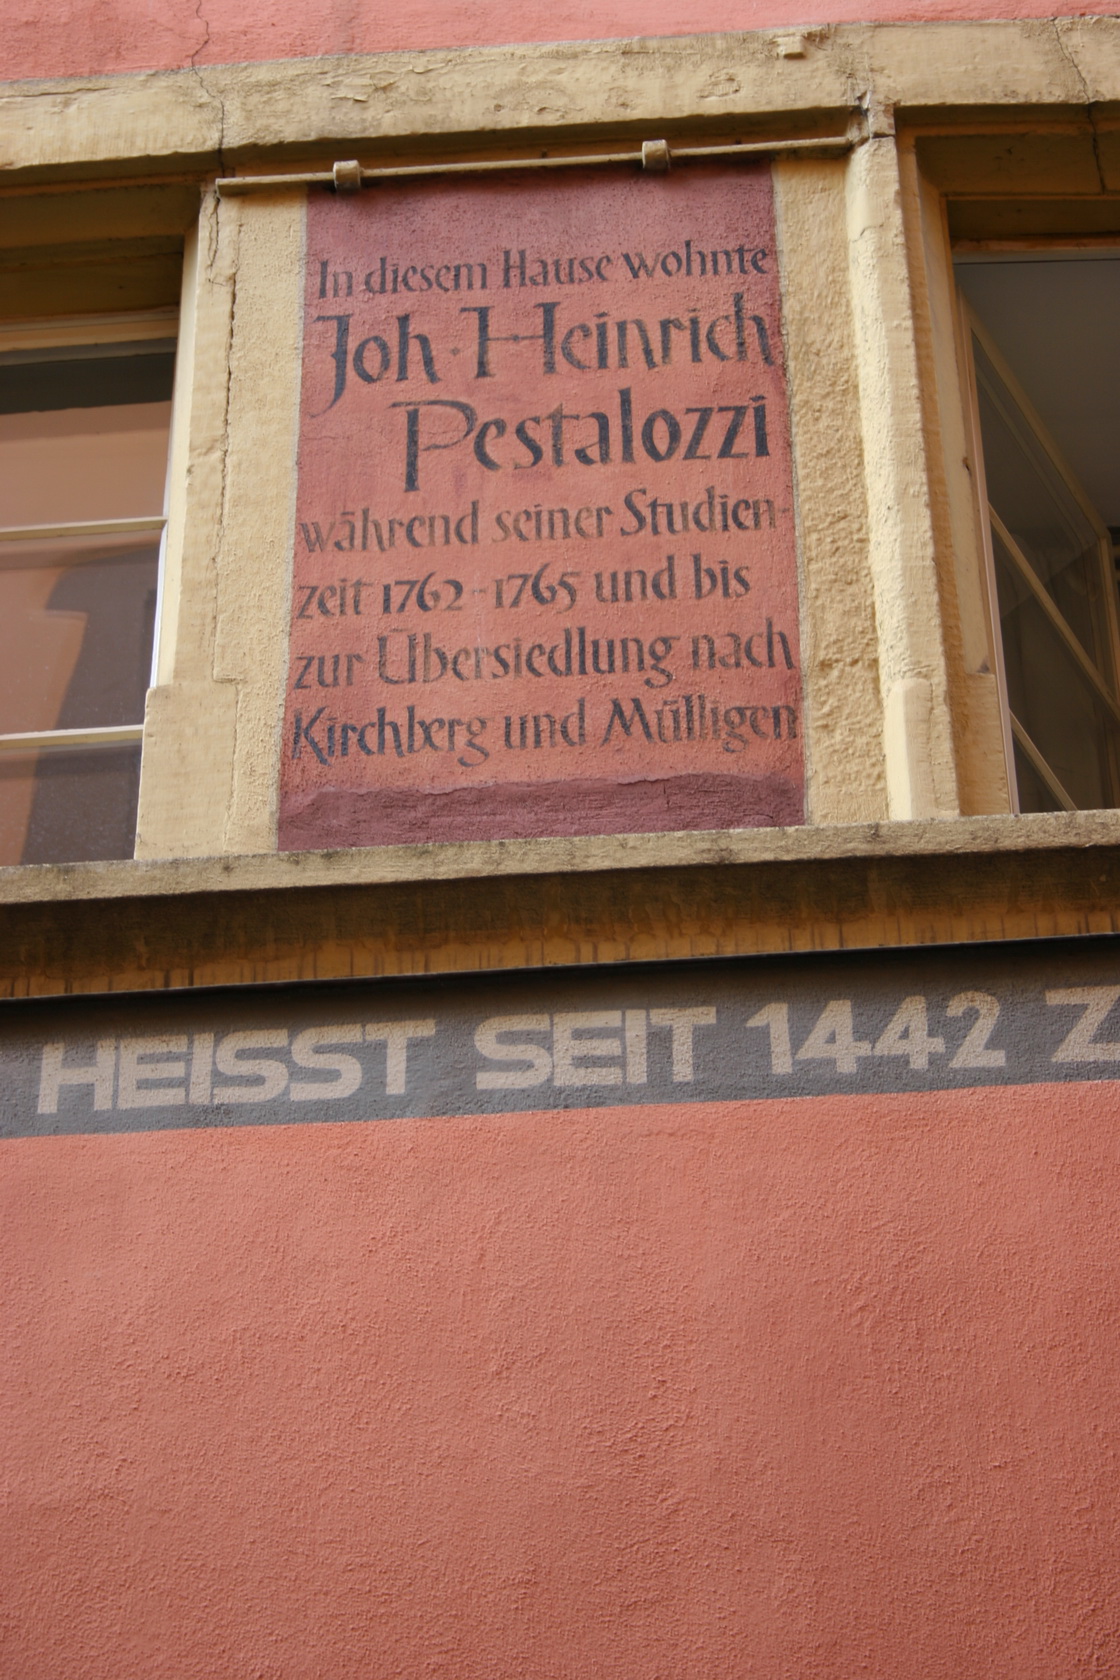 In diesem Hause wohnte
Joh · Heinrich
Pestalozzi
während seiner Studien-
zeit 1762-1765 und bis
zur Übersiedlung nach
Kirchberg und Mülligen
HEISST SEIT 1442 Z